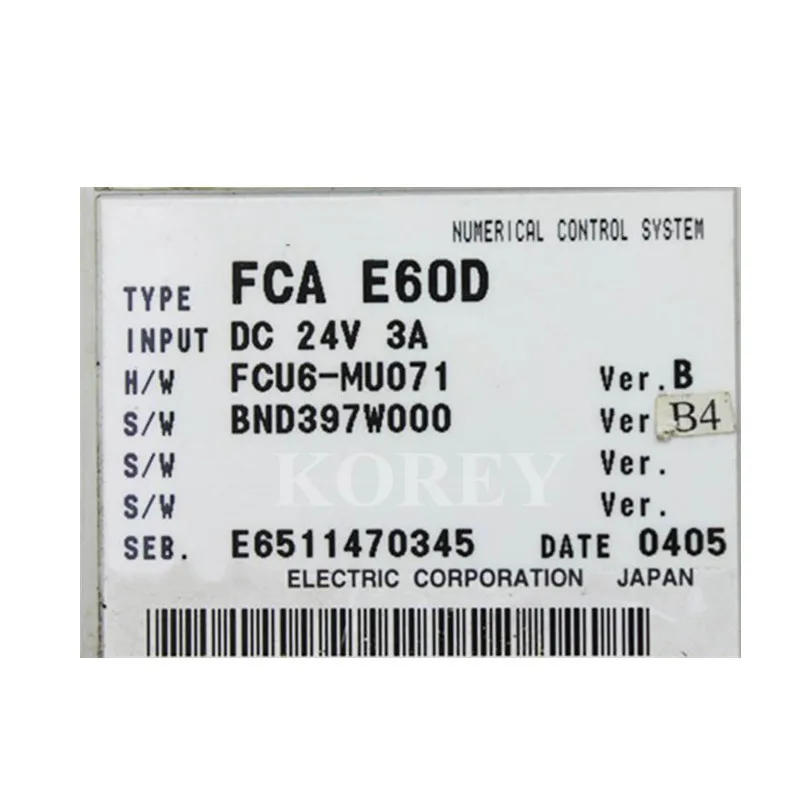 NUMERICAL CONTROL SYSTEM
TYPE FCA E60D
INPUT DC 24V 3A
H/W FCU6-MU071 Ver.B
S/W BND397W000 Ver B4
S/W Ver.
KOREY
S/W Ver.
SEB. E6511470345 DATE 0405
ELECTRIC CORPORATION JAPAN